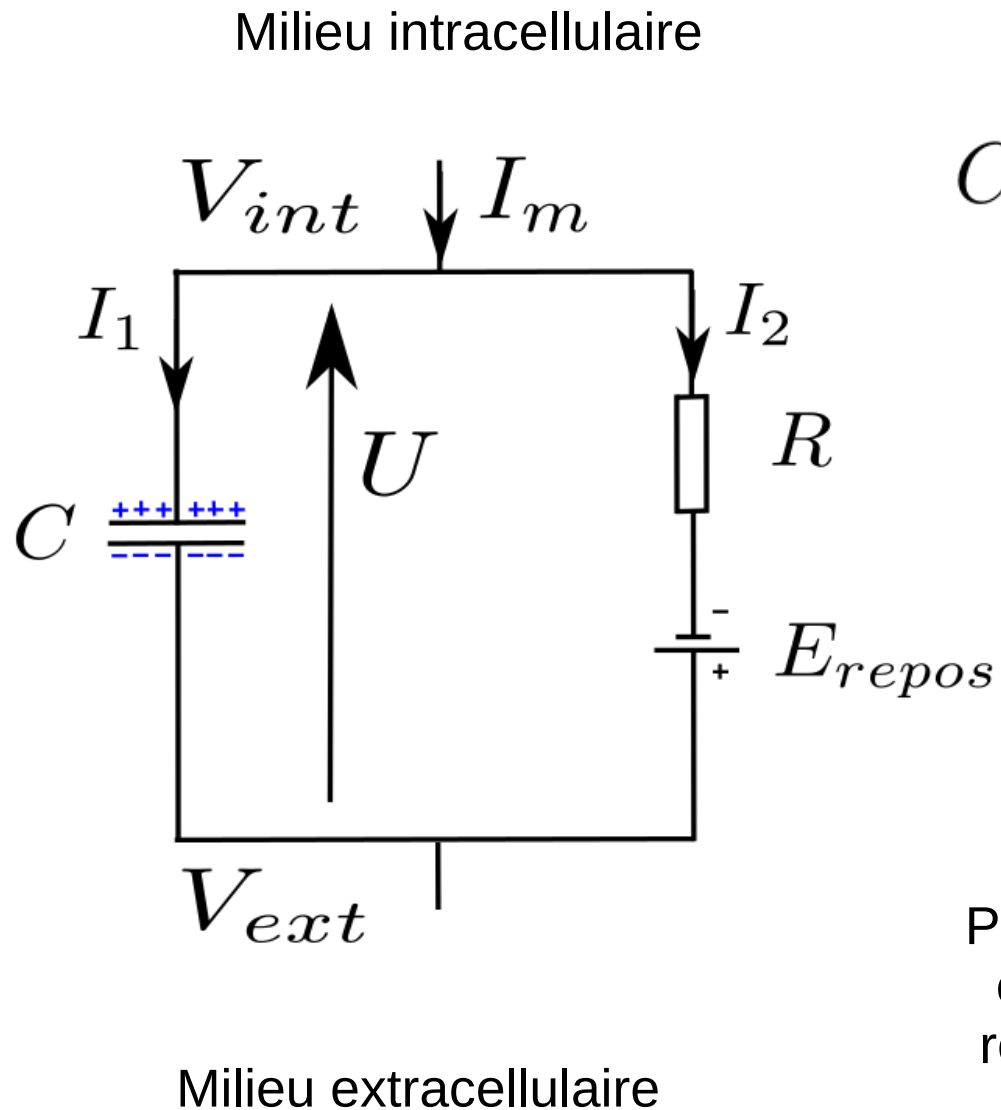 Milieu intracellulaire
V_int
I_m
C
I_1
I_2
U
R
+++ +++
C
--- ---
-
E_repos
+
V_ext
P
Milieu extracellulaire